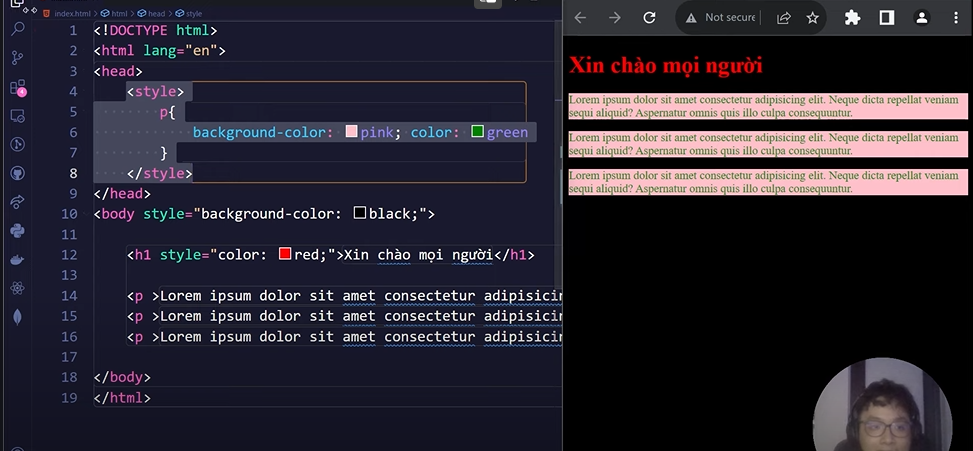 index.html > html > head > style
1 <!DOCTYPE html>
2 <html lang="en">
3 <head>
4 <style>
5 p{
6 background-color: pink; color: green
7 }
8 </style>
9 </head>
10 <body style="background-color: black;">
11
12 <h1 style="color: red;">Xin chào mọi người</h1>
13
14 <p >Lorem ipsum dolor sit amet consectetur adipisicin
15 <p >Lorem ipsum dolor sit amet consectetur adipisicin
16 <p >Lorem ipsum dolor sit amet consectetur adipisicin
17
18 </body>
19 </html>
4
Not secure
Xin chào mọi người
Lorem ipsum dolor sit amet consectetur adipisicing elit. Neque dicta repellat veniam
sequi aliquid? Aspernatur omnis quis illo culpa consequuntur.
Lorem ipsum dolor sit amet consectetur adipisicing elit. Neque dicta repellat veniam
sequi aliquid? Aspernatur omnis quis illo culpa consequuntur.
Lorem ipsum dolor sit amet consectetur adipisicing elit. Neque dicta repellat veniam
sequi aliquid? Aspernatur omnis quis illo culpa consequuntur.